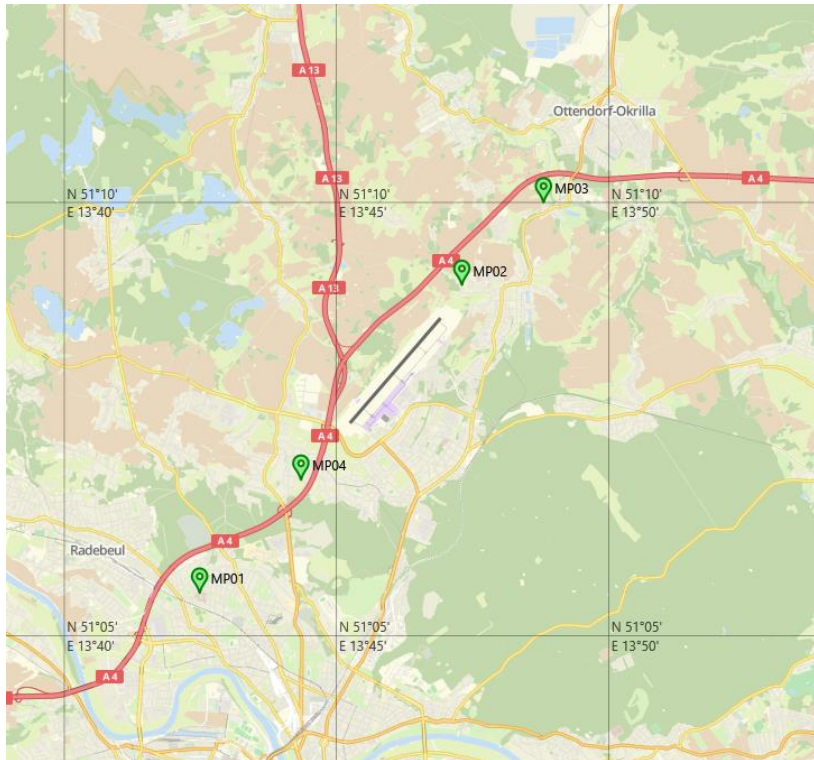 A 13
Ottendorf-Okrilla
A 13
A 4
MP03
N 51°10'
E 13°40'
N 51°10'
E 13°45'
N 51°10'
E 13°50'
A 4
MP02
A 13
A 4
MP04
A 4
Radebeul
MP01
N 51°05'
E 13°40'
N 51°05'
E 13°45'
N 51°05'
E 13°50'
A 4